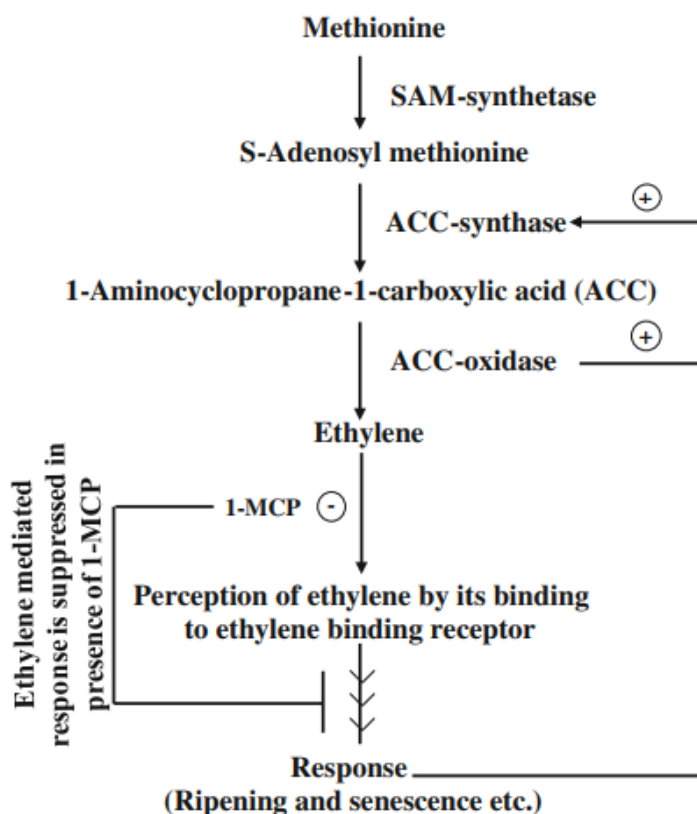 Methionine
SAM-synthetase
S-Adenosyl methionine
+
ACC-synthase
1-Aminocyclopropane-1-carboxylic acid (ACC)
+
ACC-oxidase
Ethylene
Ethylene mediated
response is suppressed in
presence of 1-MCP
1-MCP -
Perception of ethylene by its binding
to ethylene binding receptor
Response
(Ripening and senescence etc.)